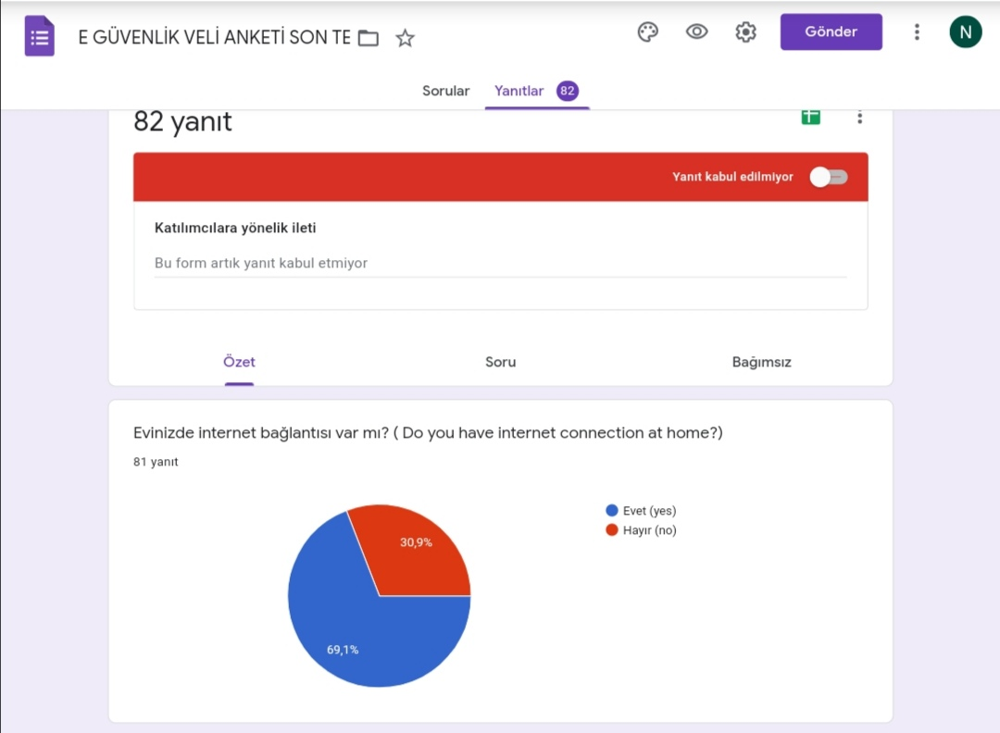 E GÜVENLİK VELİ ANKETİ SON TE
Gönder
N
Sorular
Yanıtlar
82
82 yanıt
Yanıt kabul edilmiyor
Katılımcılara yönelik ileti
Bu form artık yanıt kabul etmiyor
Özet
Soru
Bağımsız
Evinizde internet bağlantısı var mı? ( Do you have internet connection at home?)
81 yanıt
Evet (yes)
Hayır (no)
30,9%
69,1%